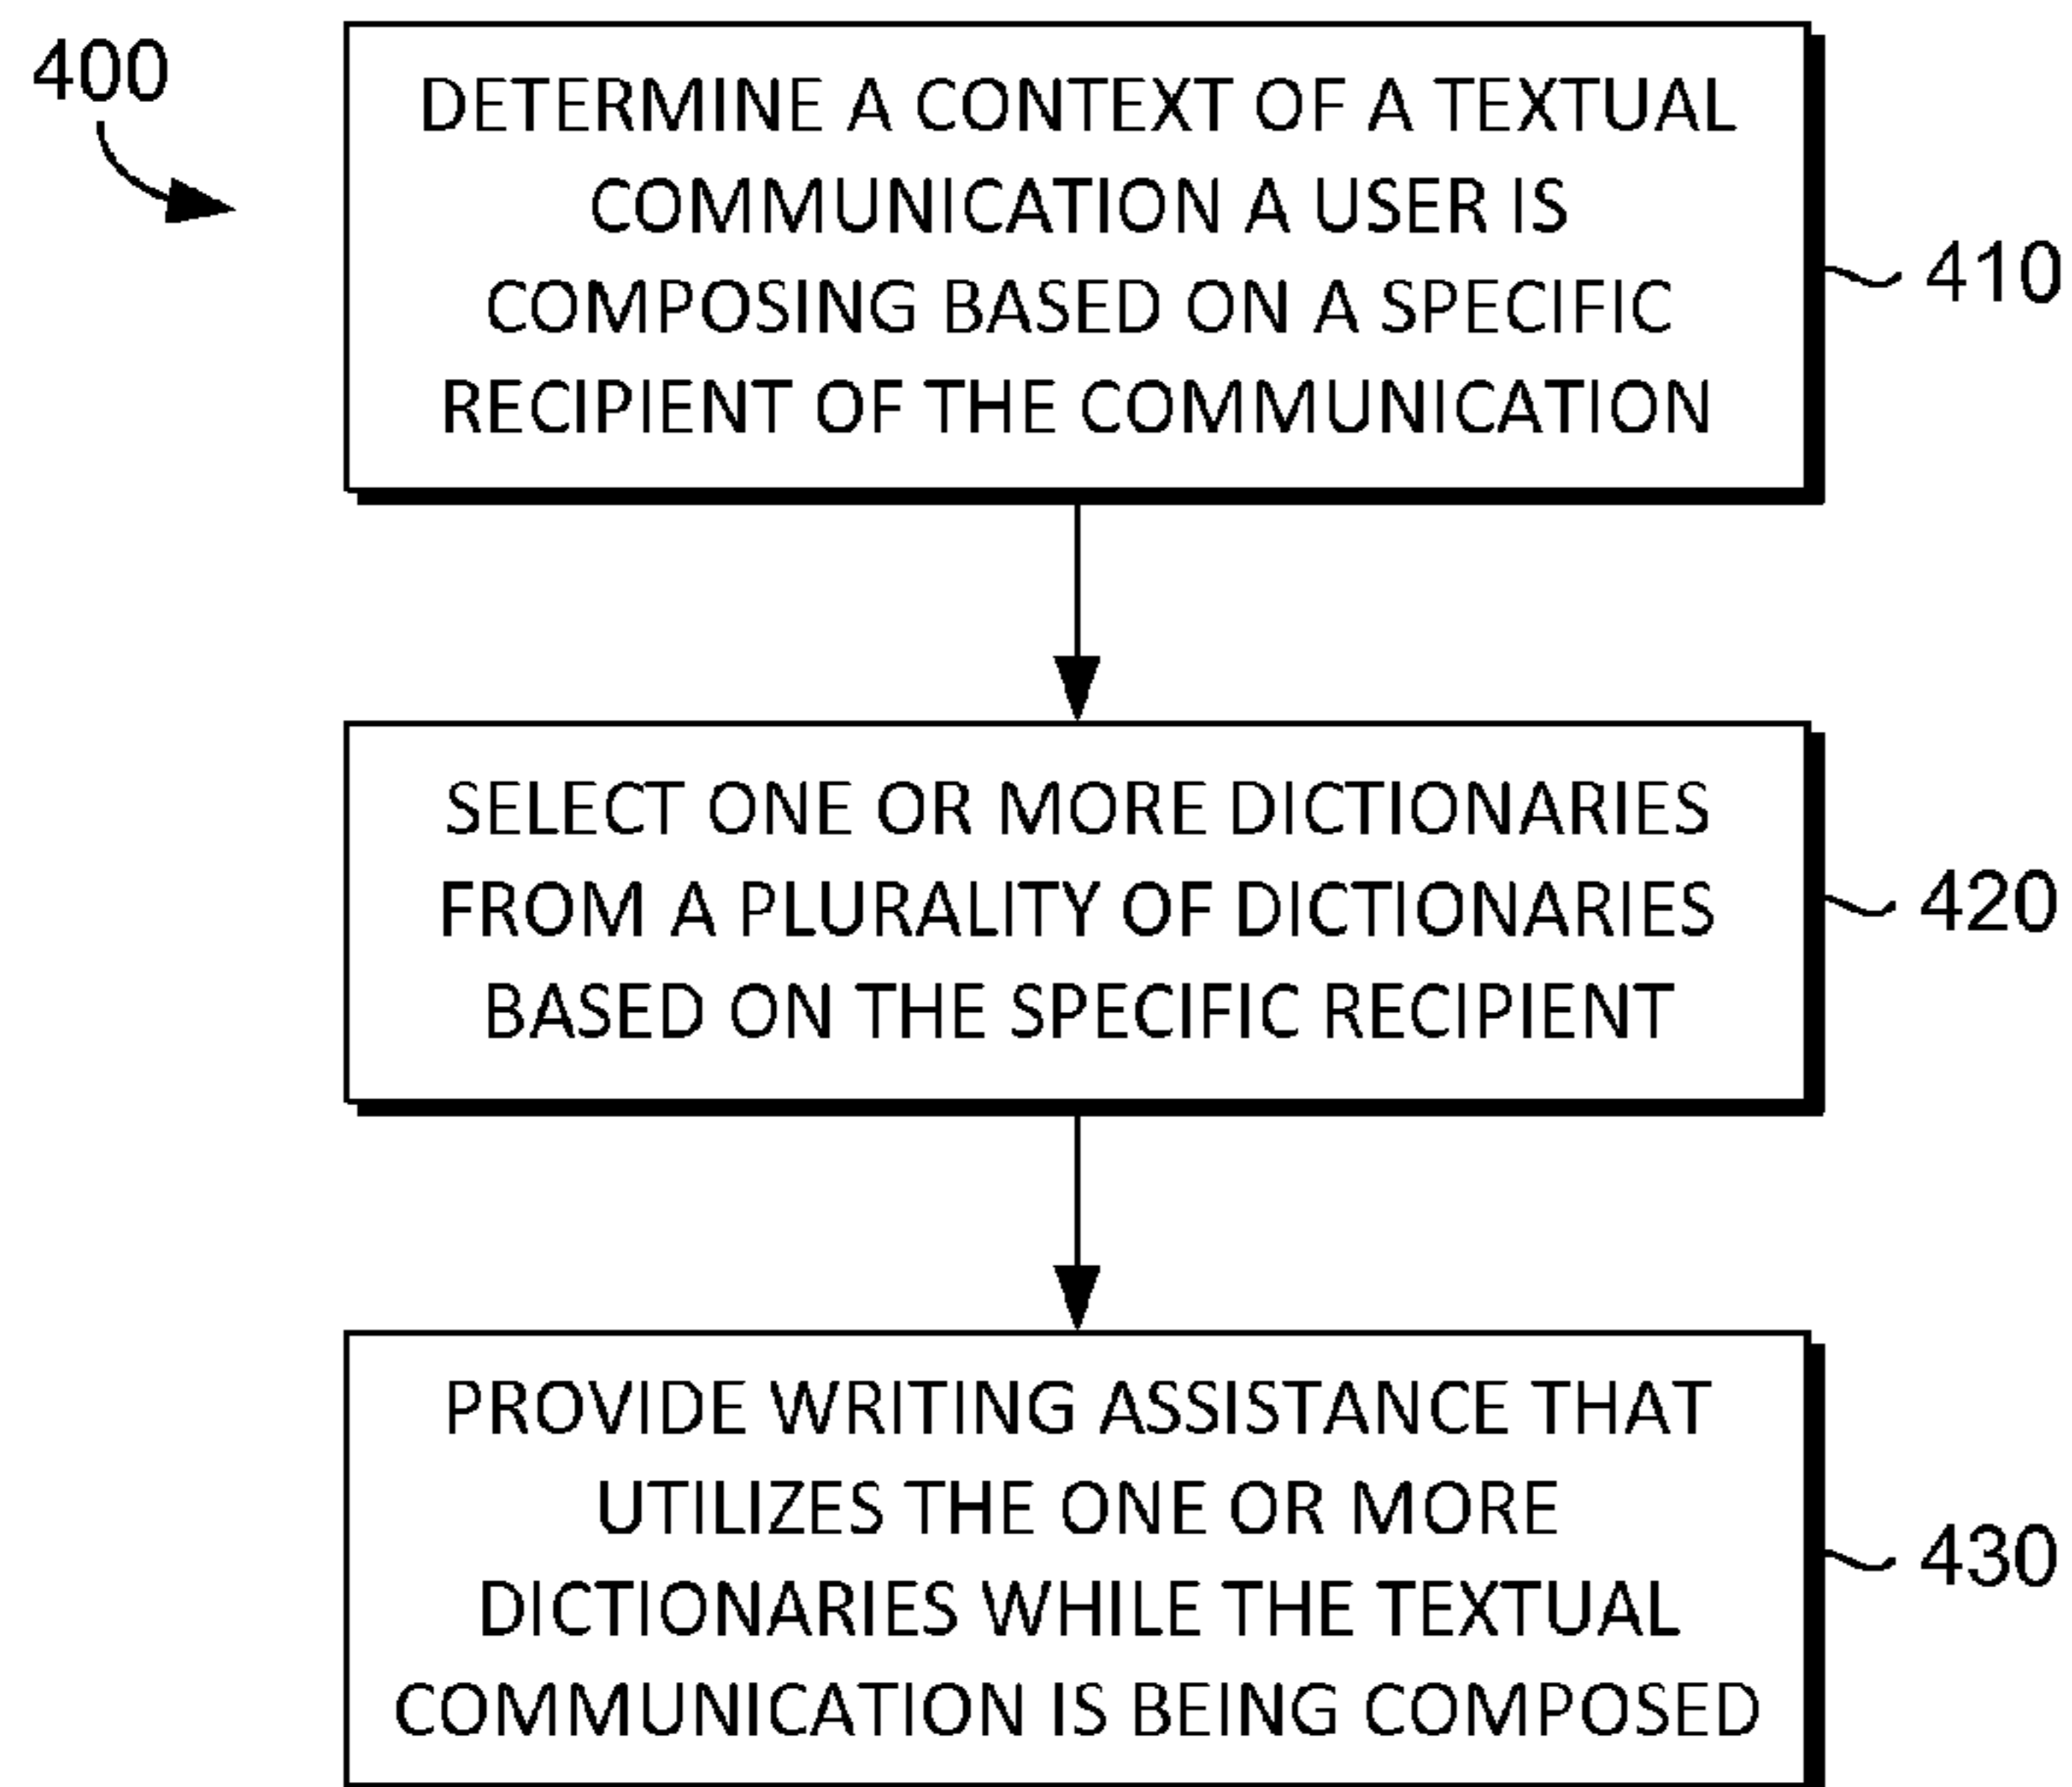 400
DETERMINE A CONTEXT OF A TEXTUAL
COMMUNICATION A USER IS
COMPOSING BASED ON A SPECIFIC
RECIPIENT OF THE COMMUNICATION
410
SELECT ONE OR MORE DICTIONARIES
FROM A PLURALITY OF DICTIONARIES
BASED ON THE SPECIFIC RECIPIENT
420
PROVIDE WRITING ASSISTANCE THAT
UTILIZES THE ONE OR MORE
DICTIONARIES WHILE THE TEXTUAL
COMMUNICATION IS BEING COMPOSED
430